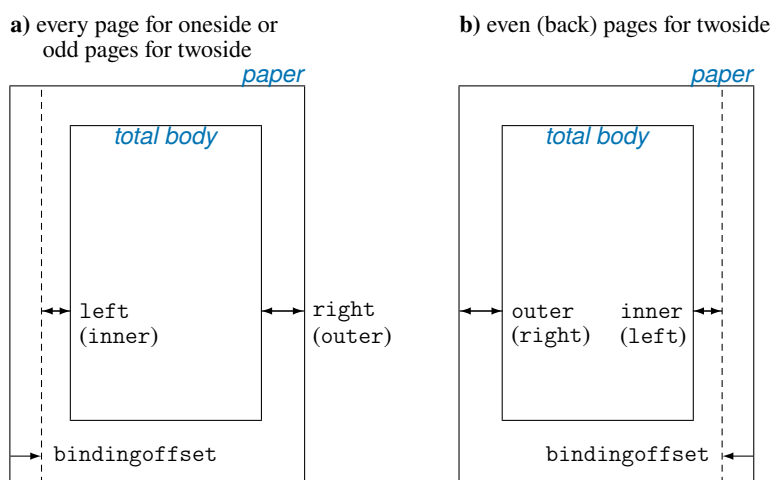 a) every page for oneside or
odd pages for twoside
paper
total body
left
(inner)
right
(outer)
bindingoffset
b) even (back) pages for twoside
paper
total body
outer
(right)
inner
(left)
bindingoffset